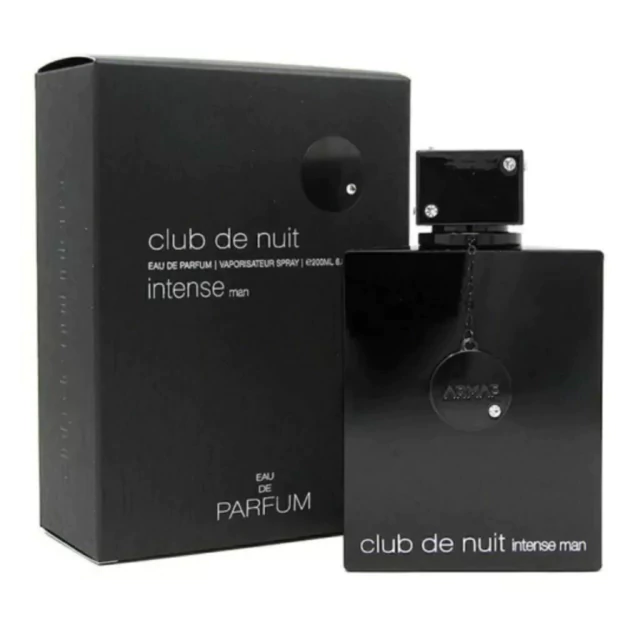 club de nuit
EAU DE PARFUM | VAPORISATEUR SPRAY | ℮200ML
intense man
EAU
DE
PARFUM
ARMAF
club de nuit intense man